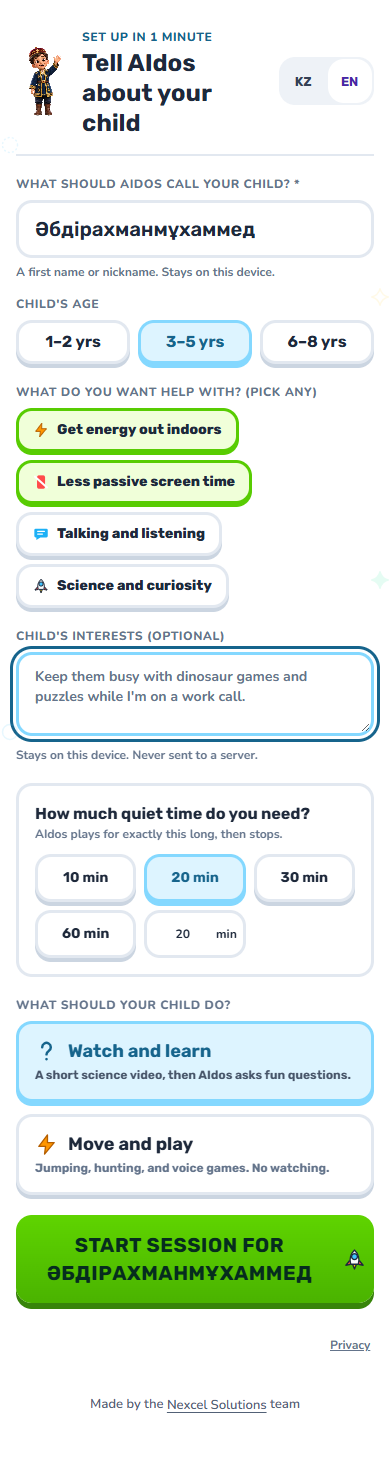 SET UP IN 1 MINUTE
Tell Aldos
about your
child
KZ EN
WHAT SHOULD AIDOS CALL YOUR CHILD? *
Әбдірахманмұхаммед
A first name or nickname. Stays on this device.
CHILD'S AGE
1–2 yrs 3–5 yrs 6–8 yrs
WHAT DO YOU WANT HELP WITH? (PICK ANY)
Get energy out indoors
Less passive screen time
Talking and listening
Science and curiosity
CHILD'S INTERESTS (OPTIONAL)
Keep them busy with dinosaur games and
puzzles while I'm on a work call.
Stays on this device. Never sent to a server.
How much quiet time do you need?
Aldos plays for exactly this long, then stops.
10 min 20 min 30 min
60 min 20 min
WHAT SHOULD YOUR CHILD DO?
Watch and learn
A short science video, then Aldos asks fun questions.
Move and play
Jumping, hunting, and voice games. No watching.
START SESSION FOR
ӘБДІРАХМАНМҰХАММЕД
Privacy
Made by the Nexcel Solutions team